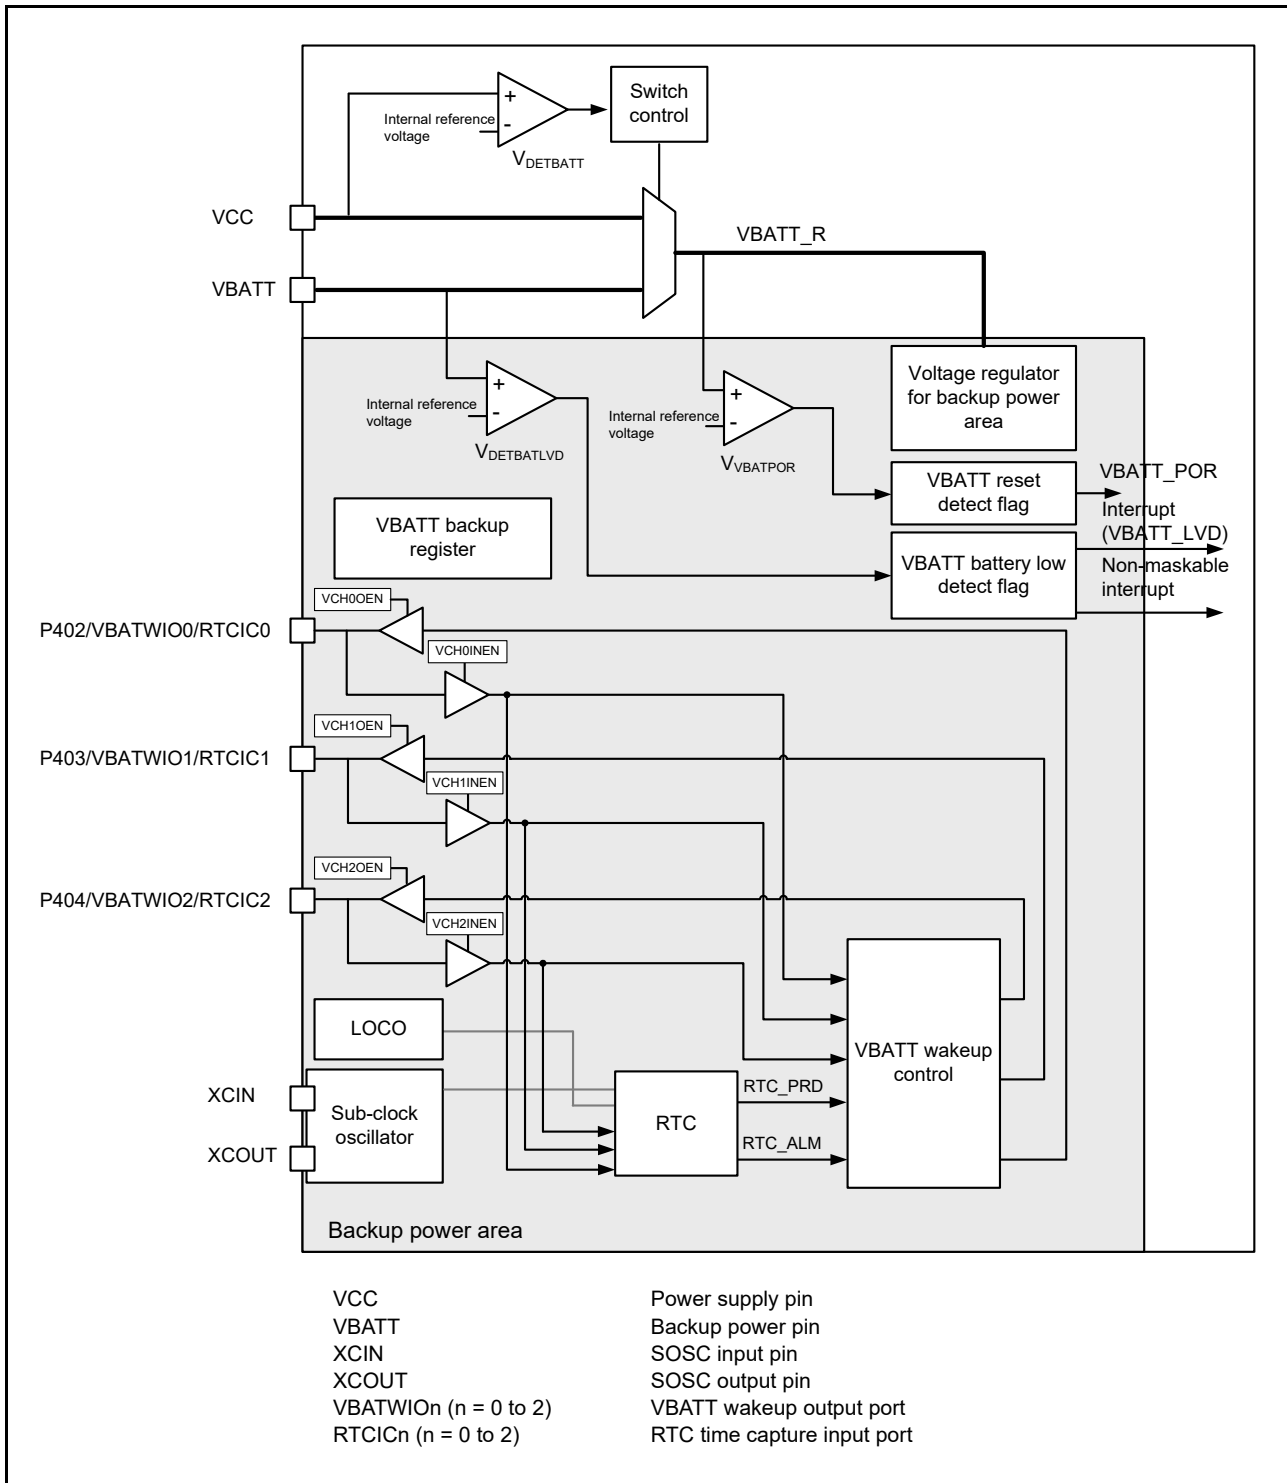 Switch
control
+
Internal reference
voltage
-
VDETBATT
VCC
VBATT_R
VBATT
Voltage regulator
for backup power
area
+
Internal reference
voltage
-
VDETBATLVD
+
Internal reference
voltage
-
VVBATPOR
VBATT reset
detect flag
VBATT_POR
Interrupt
(VBATT_LVD)
VBATT backup
register
VBATT battery low
detect flag
Non-maskable
interrupt
VCH0OEN
P402/VBATWIO0/RTCIC0
VCH0INEN
VCH1OEN
P403/VBATWIO1/RTCIC1
VCH1INEN
VCH2OEN
P404/VBATWIO2/RTCIC2
VCH2INEN
LOCO
VBATT wakeup
control
XCIN
Sub-clock
oscillator
XCOUT
RTC
RTC_PRD
RTC_ALM
Backup power area
VCC Power supply pin
VBATT Backup power pin
XCIN SOSC input pin
XCOUT SOSC output pin
VBATWIOn (n = 0 to 2) VBATT wakeup output port
RTCICn (n = 0 to 2) RTC time capture input port